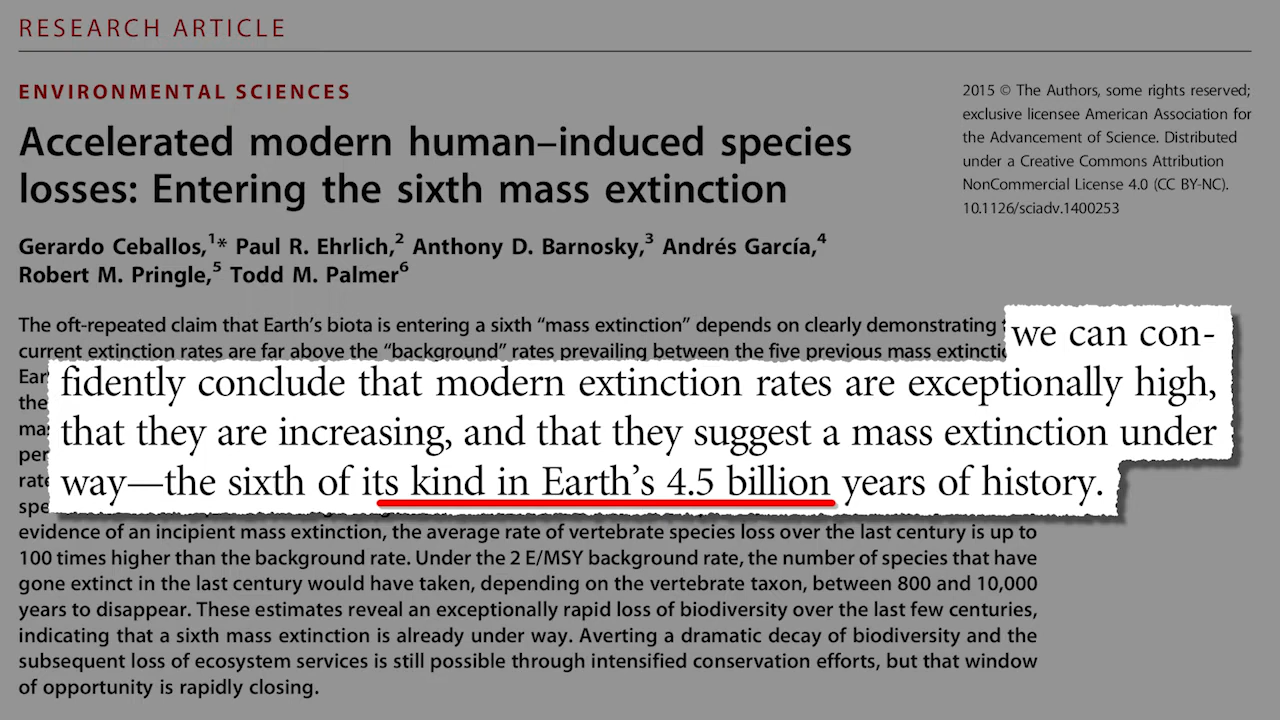 RESEARCH ARTICLE
ENVIRONMENTAL SCIENCES
Accelerated modern human–induced species
losses: Entering the sixth mass extinction
Gerardo Ceballos,1* Paul R. Ehrlich,2 Anthony D. Barnosky,3 Andrés García,4
Robert M. Pringle,5 Todd M. Palmer6
2015 © The Authors, some rights reserved;
exclusive licensee American Association for
the Advancement of Science. Distributed
under a Creative Commons Attribution
NonCommercial License 4.0 (CC BY-NC).
10.1126/sciadv.1400253
The oft-repeated claim that Earth's biota is entering a sixth “mass extinction” depends on clearly demonstrating
current extinction rates are far above the “background” rates prevailing between the five previous mass
we can con-
fidently conclude that modern extinction rates are exceptionally high,
that they are increasing, and that they suggest a mass extinction under
way—the sixth of its kind in Earth's 4.5 billion years of history.
evidence of an incipient mass extinction, the average rate of vertebrate species loss over the last century is up to
100 times higher than the background rate. Under the 2 E/MSY background rate, the number of species that have
gone extinct in the last century would have taken, depending on the vertebrate taxon, between 800 and 10,000
years to disappear. These estimates reveal an exceptionally rapid loss of biodiversity over the last few centuries,
indicating that a sixth mass extinction is already under way. Averting a dramatic decay of biodiversity and the
subsequent loss of ecosystem services is still possible through intensified conservation efforts, but that window
of opportunity is rapidly closing.